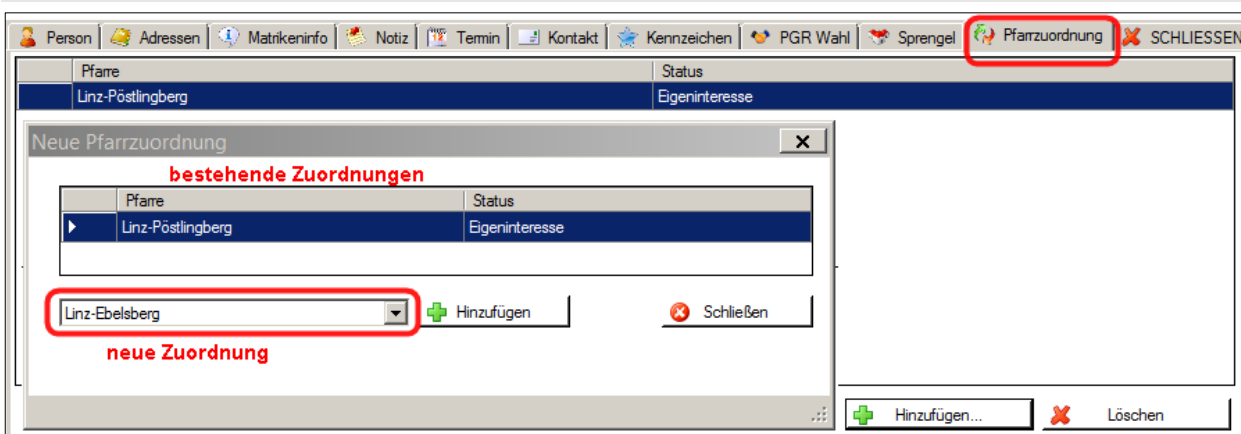 Person Adressen Matrikeninfo Notiz Termin Kontakt Kennzeichen PGR Wahl Sprengel Pfarrzuordnung SCHLIESSEN
Pfarre Status
Linz-Pöstlingberg Eigeninteresse
Neue Pfarrzuordnung
bestehende Zuordnungen
Pfarre Status
Linz-Pöstlingberg Eigeninteresse
Linz-Ebelsberg Hinzufügen Schließen
neue Zuordnung
Hinzufügen... Löschen